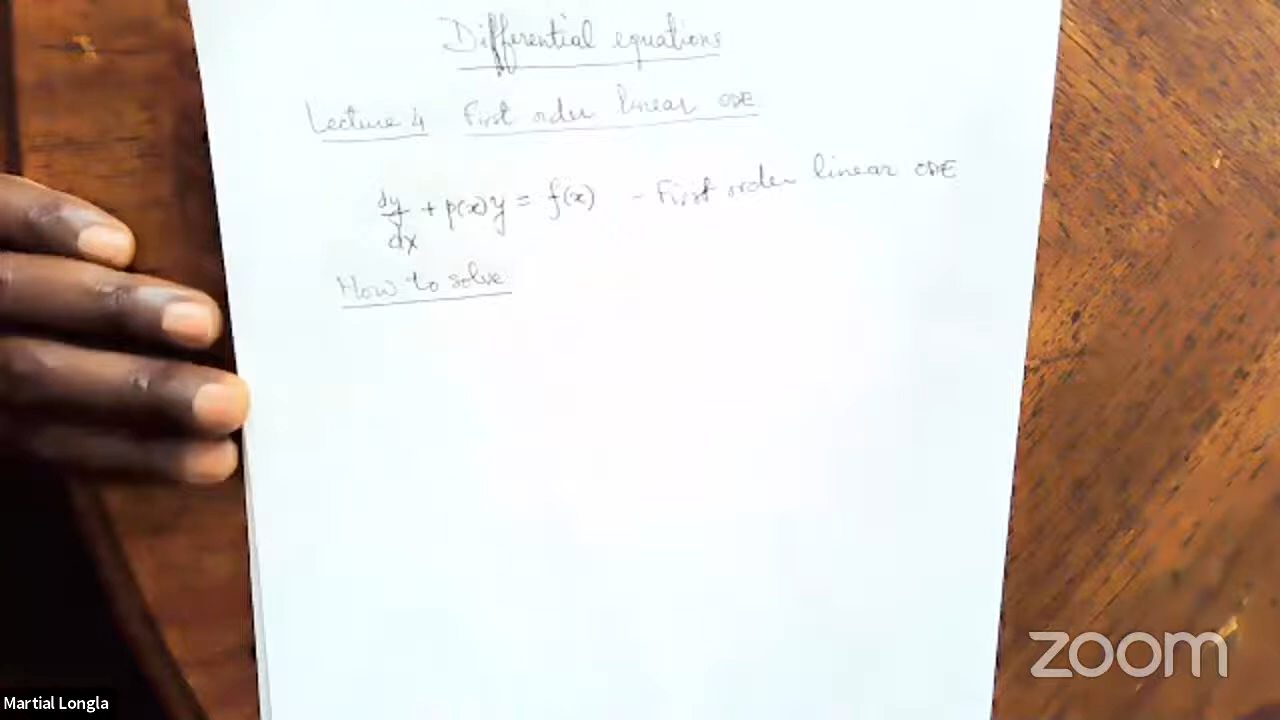 Differential equations
Lecture 4 First order linear ODE
dy/dx + p(x)y = f(x) - First order linear ODE
How to solve
zoom
Martial Longla